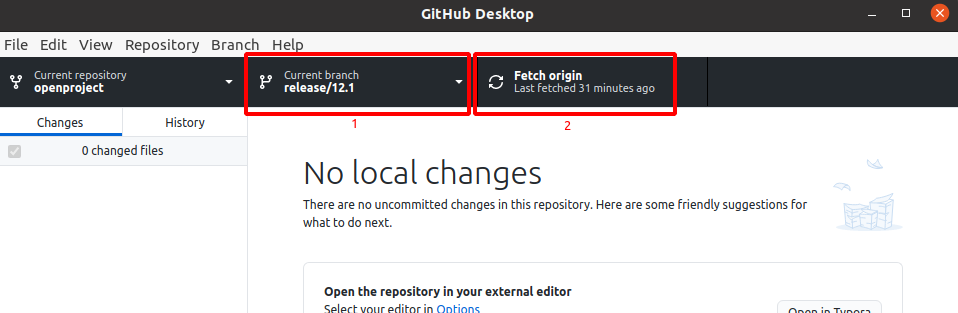 GitHub Desktop
File Edit View Repository Branch Help
Current repository
openproject
Current branch
release/12.1
Fetch origin
Last fetched 31 minutes ago
1
2
Changes
History
0 changed files
No local changes
There are no uncommitted changes in this repository. Here are some friendly suggestions for
what to do next.
Open the repository in your external editor
Select your editor in Options
Open in Typora